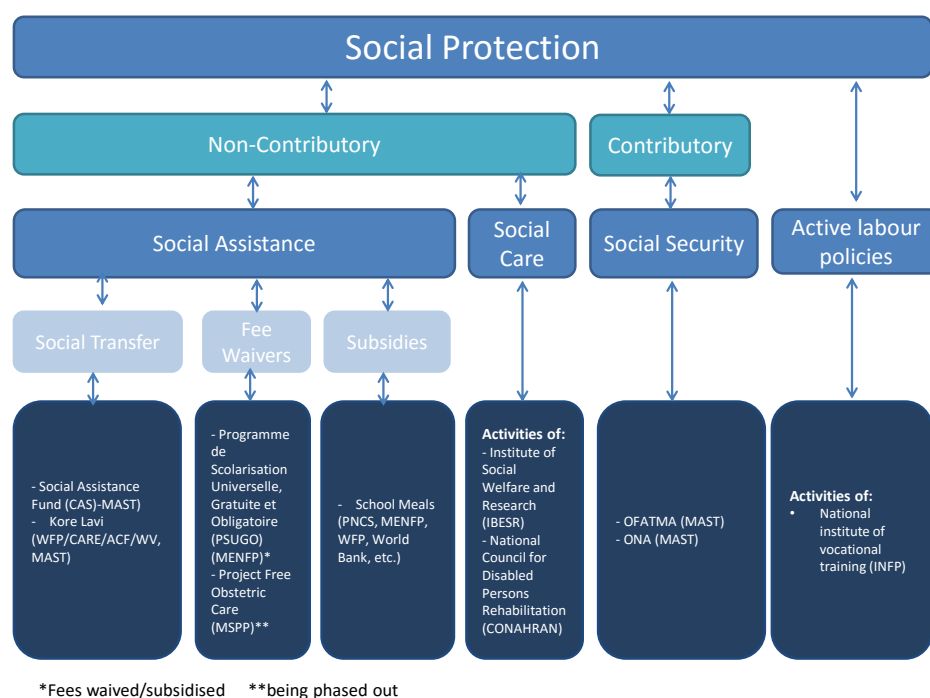 Social Protection
Non-Contributory
Contributory
Social Assistance
Social
Care
Social Security
Active labour
policies
Social Transfer
Fee
Waivers
Subsidies
- Social Assistance
Fund (CAS)-MAST)
- Kore Lavi
(WFP/CARE/ACF/WV,
MAST)
- Programme
de
Scolarisation
Universelle,
Gratuite et
Obligatoire
(PSUGO)
(MENFP)*
- Project Free
Obstetric
Care
(MSPP)**
- School Meals
(PNCS, MENFP,
WFP, World
Bank, etc.)
Activities of:
- Institute of
Social
Welfare and
Research
(IBESR)
- National
Council for
Disabled
Persons
Rehabilitation
(CONAHRAN)
- OFATMA (MAST)
- ONA (MAST)
Activities of:
• National
institute of
vocational
training (INFP)
*Fees waived/subsidised **being phased out